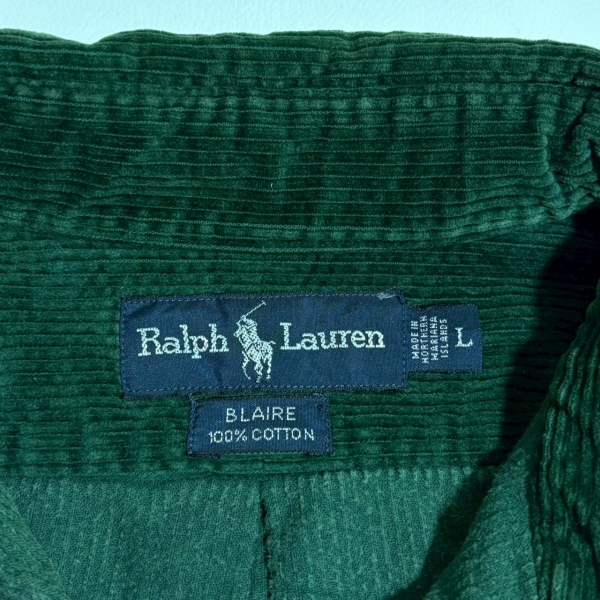 Ralph Lauren
MADE IN
NORTHERN
MARIANA
ISLANDS
L
BLAIRE
100% COTTON